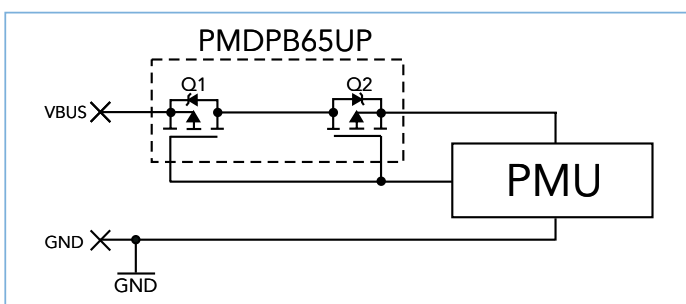 PMDPB65UP
Q1 Q2
VBUS
PMU
GND
GND